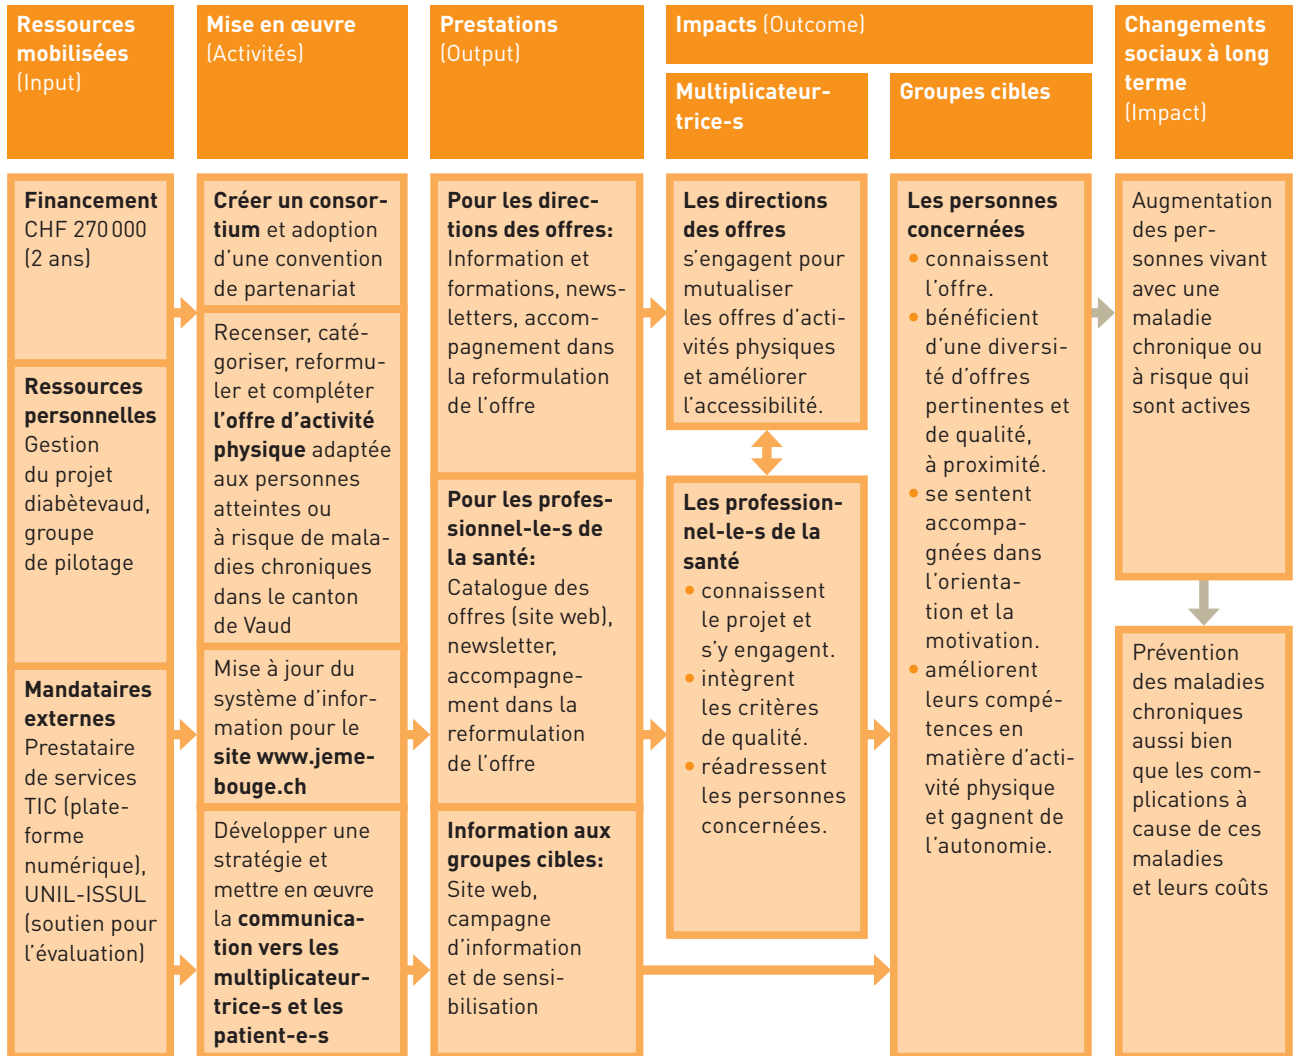 Ressources
mobilisées
(Input)
Mise en œuvre
(Activités)
Prestations
(Output)
Impacts (Outcome)
Multiplicateur-
trice-s
Groupes cibles
Changements
sociaux à long
terme
(Impact)
Financement
CHF 270 000
(2 ans)
Ressources
personnelles
Gestion
du projet
diabètevaud,
groupe
de pilotage
Mandataires
externes
Prestataire
de services
TIC (plate-
forme
numérique),
UNIL-ISSUL
(soutien pour
l’évaluation)
Créer un consor-
tium et adoption
d’une convention
de partenariat
Recenser, caté-
goriser, reformu-
ler et compléter
l’offre d’activité
physique adaptée
aux personnes
atteintes ou
à risque de mala-
dies chroniques
dans le canton
de Vaud
Mise à jour du
système d’infor-
mation pour le
site www.jeme-
bouge.ch
Développer une
stratégie et
mettre en œuvre
la communica-
tion vers les
multiplicateur-
trice-s et les
patient-e-s
Pour les direc-
tions des offres:
Information et
formations, news-
letters, accom-
pagnement dans
la reformulation
de l’offre
Pour les profes-
sionnel-le-s de
la santé:
Catalogue des
offres (site web),
newsletter,
accompagne-
ment dans la
reformulation
de l’offre
Information aux
groupes cibles:
Site web,
campagne
d’information
et de sensi-
bilisation
Les directions
des offres
s’engagent pour
mutualiser
les offres d’acti-
vités physiques
et améliorer
l’accessibilité.
Les profession-
nel-le-s de la
santé
• connaissent
le projet et
s’y engagent.
• intègrent
les critères
de qualité.
• réadressent
les personnes
concernées.
Les personnes
concernées
• connaissent
l’offre.
• bénéficient
d’une diversi-
té d’offres
pertinentes et
de qualité,
à proximité.
• se sentent
accompa-
gnées dans
l’orienta-
tion et la
motivation.
• améliorent
leurs compé-
tences en
matière d’acti-
vité physique
et gagnent de
l’autonomie.
Augmentation
des per-
sonnes vivant
avec une
maladie
chronique ou
à risque qui
sont actives
Prévention
des maladies
chroniques
aussi bien
que les com-
plications à
cause de ces
maladies
et leurs coûts